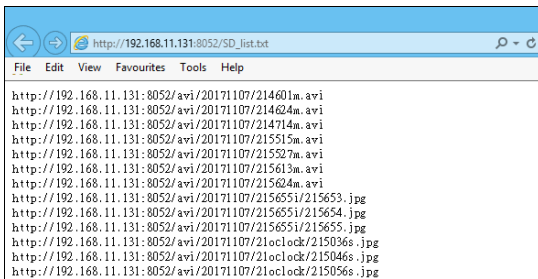 http://192.168.11.131:8052/SD_list.txt
File Edit View Favourites Tools Help
http://192.168.11.131:8052/avi/20171107/214601m.avi
http://192.168.11.131:8052/avi/20171107/214624m.avi
http://192.168.11.131:8052/avi/20171107/214714m.avi
http://192.168.11.131:8052/avi/20171107/215515m.avi
http://192.168.11.131:8052/avi/20171107/215527m.avi
http://192.168.11.131:8052/avi/20171107/215613m.avi
http://192.168.11.131:8052/avi/20171107/215624m.avi
http://192.168.11.131:8052/avi/20171107/215655i/215653.jpg
http://192.168.11.131:8052/avi/20171107/215655i/215654.jpg
http://192.168.11.131:8052/avi/20171107/215655i/215655.jpg
http://192.168.11.131:8052/avi/20171107/21oclock/215036s.jpg
http://192.168.11.131:8052/avi/20171107/21oclock/215046s.jpg
http://192.168.11.131:8052/avi/20171107/21oclock/215056s.jpg